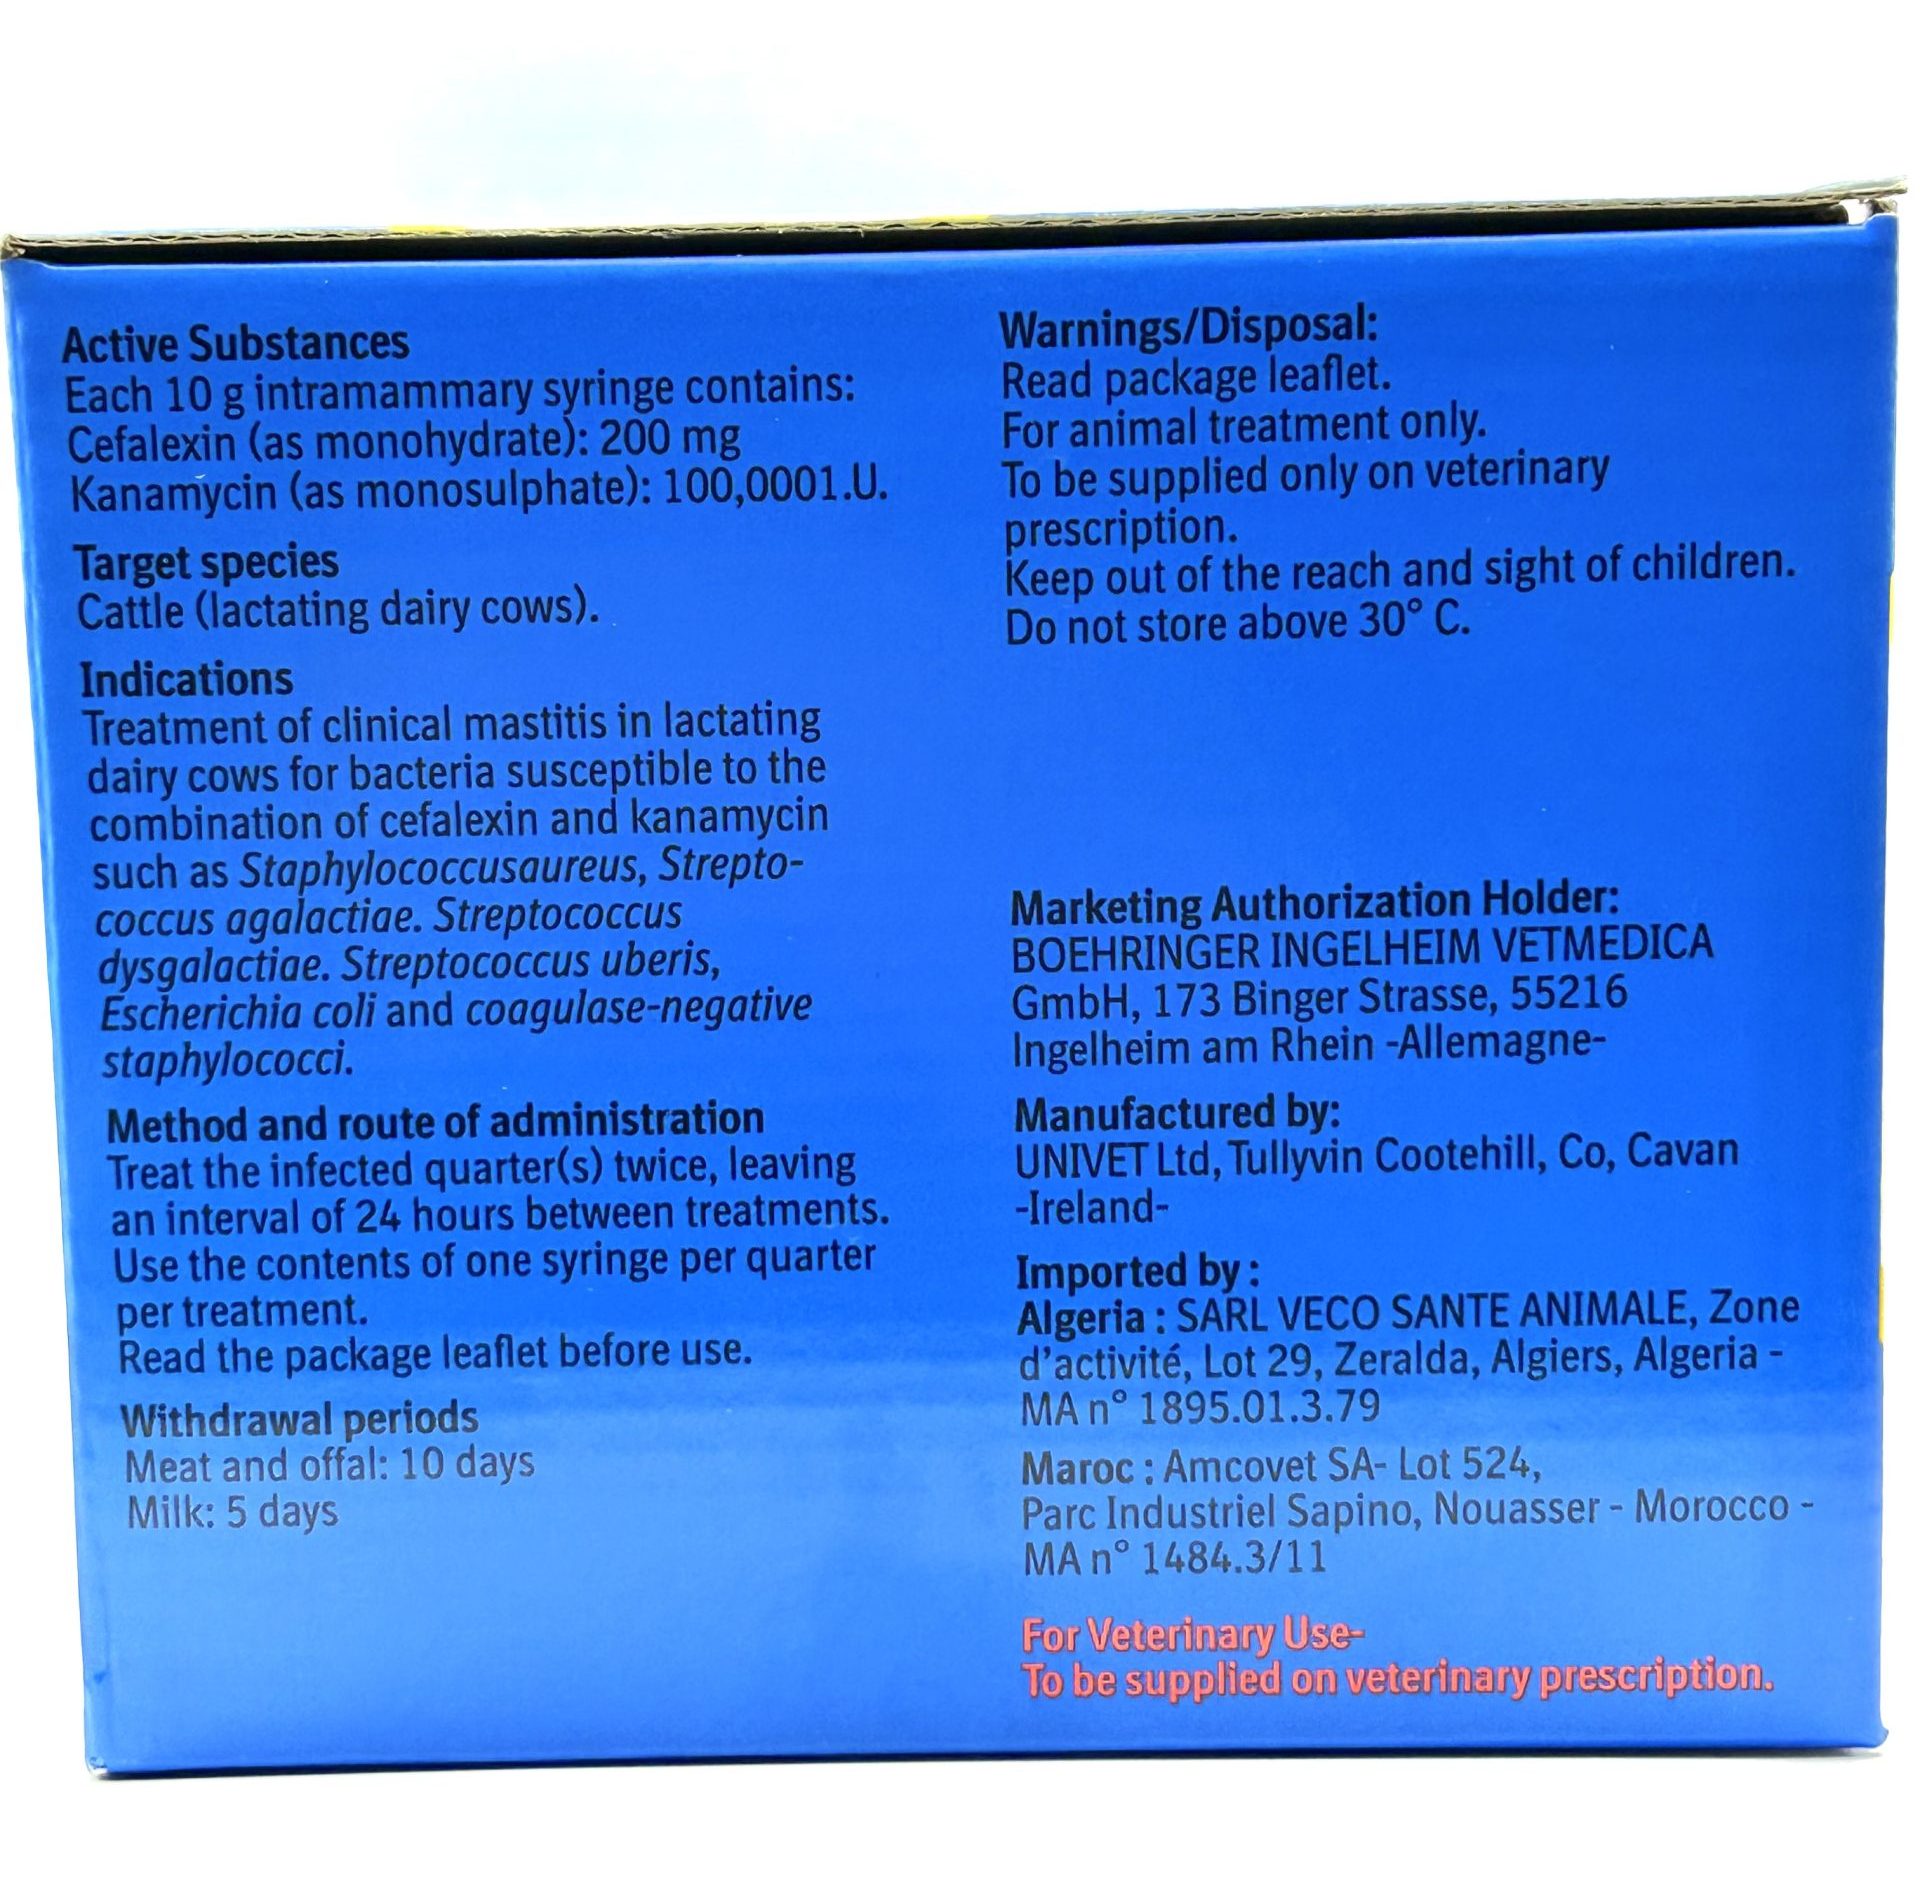 Active Substances
Each 10 g intramammary syringe contains:
Cefalexin (as monohydrate): 200 mg
Kanamycin (as monosulphate): 100,0001.U.
Target species
Cattle (lactating dairy cows).
Indications
Treatment of clinical mastitis in lactating
dairy cows for bacteria susceptible to the
combination of cefalexin and kanamycin
such as Staphylococcusaureus, Strepto-
coccus agalactiae. Streptococcus
dysgalactiae. Streptococcus uberis,
Escherichia coli and coagulase-negative
staphylococci.
Method and route of administration
Treat the infected quarter(s) twice, leaving
an interval of 24 hours between treatments.
Use the contents of one syringe per quarter
per treatment.
Read the package leaflet before use.
Withdrawal periods
Meat and offal: 10 days
Milk: 5 days
Warnings/Disposal:
Read package leaflet.
For animal treatment only.
To be supplied only on veterinary
prescription.
Keep out of the reach and sight of children.
Do not store above 30° C.
Marketing Authorization Holder:
BOEHRINGER INGELHEIM VETMEDICA
GmbH, 173 Binger Strasse, 55216
Ingelheim am Rhein -Allemagne-
Manufactured by:
UNIVET Ltd, Tullyvin Cootehill, Co, Cavan
-Ireland-
Imported by :
Algeria : SARL VECO SANTE ANIMALE, Zone
d'activité, Lot 29, Zeralda, Algiers, Algeria -
MA n° 1895.01.3.79
Maroc : Amcovet SA- Lot 524,
Parc Industriel Sapino, Nouasser - Morocco -
MA n° 1484.3/11
For Veterinary Use-
To be supplied on veterinary prescription.